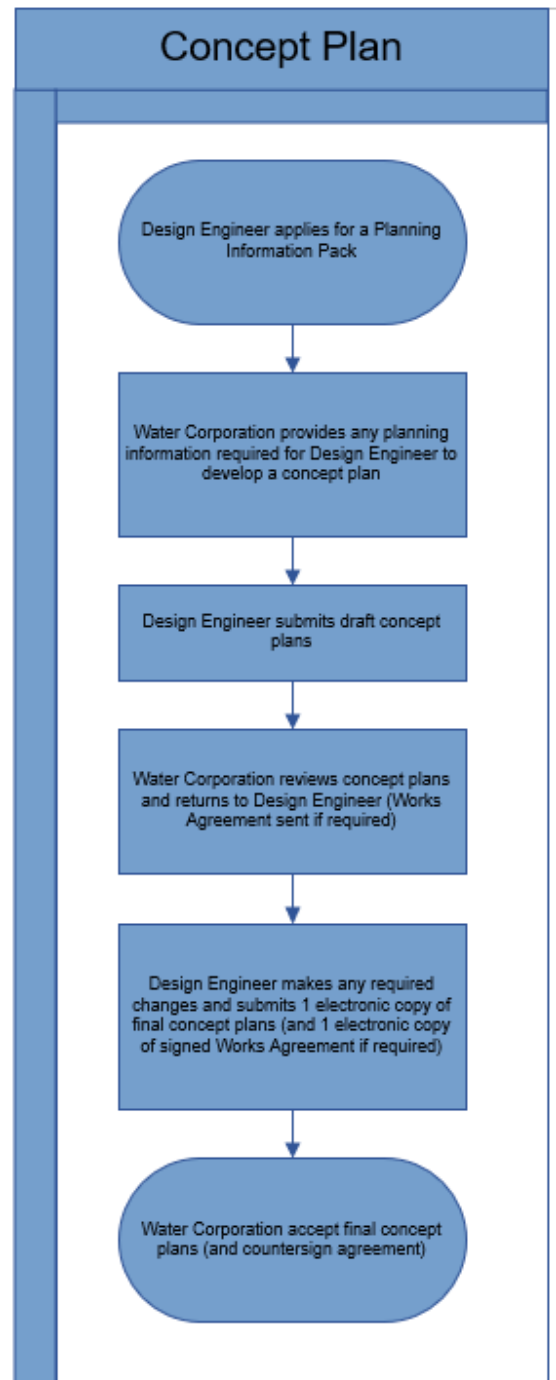 Concept Plan
Design Engineer applies for a Planning
Information Pack
Water Corporation provides any planning
information required for Design Engineer to
develop a concept plan
Design Engineer submits draft concept
plans
Water Corporation reviews concept plans
and returns to Design Engineer (Works
Agreement sent if required)
Design Engineer makes any required
changes and submits 1 electronic copy of
final concept plans (and 1 electronic copy
of signed Works Agreement if required)
Water Corporation accept final concept
plans (and countersign agreement)